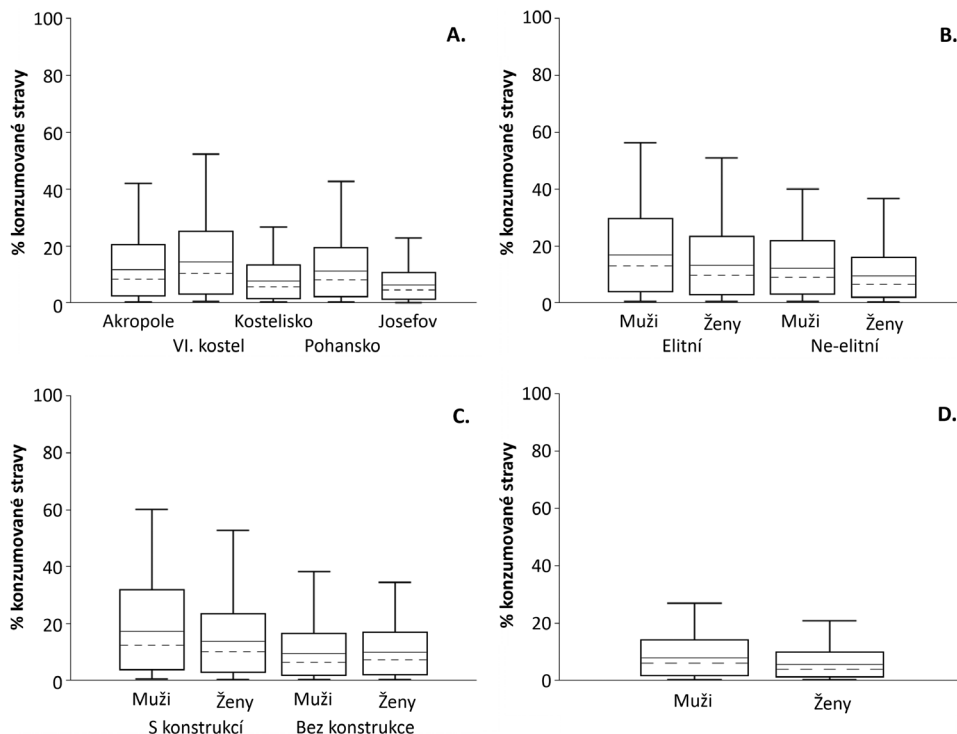 A.
% konzumované stravy
100
80
60
40
20
0
Akropole
Kostelisko
Josefov
VI. kostel
Pohansko
B.
% konzumované stravy
100
80
60
40
20
0
Muži
Ženy
Muži
Ženy
Elitní
Ne-elitní
C.
% konzumované stravy
100
80
60
40
20
0
Muži
Ženy
Muži
Ženy
S konstrukcí
Bez konstrukce
D.
% konzumované stravy
100
80
60
40
20
0
Muži
Ženy